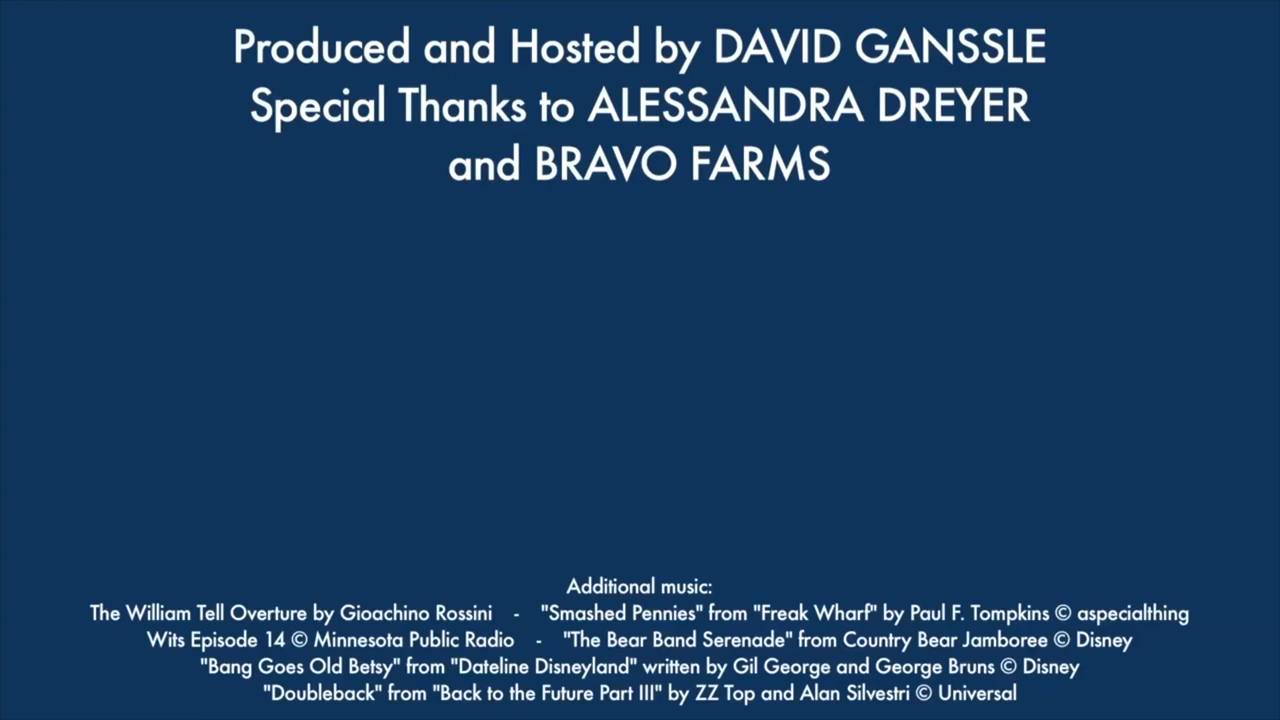 Produced and Hosted by DAVID GANSSLE
Special Thanks to ALESSANDRA DREYER
and BRAVO FARMS
Additional music:
The William Tell Overture by Gioachino Rossini - "Smashed Pennies" from "Freak Wharf" by Paul F. Tompkins © aspecialthing
Wits Episode 14 © Minnesota Public Radio - "The Bear Band Serenade" from Country Bear Jamboree © Disney
"Bang Goes Old Betsy" from "Dateline Disneyland" written by Gil George and George Bruns © Disney
"Doubleback" from "Back to the Future Part III" by ZZ Top and Alan Silvestri © Universal